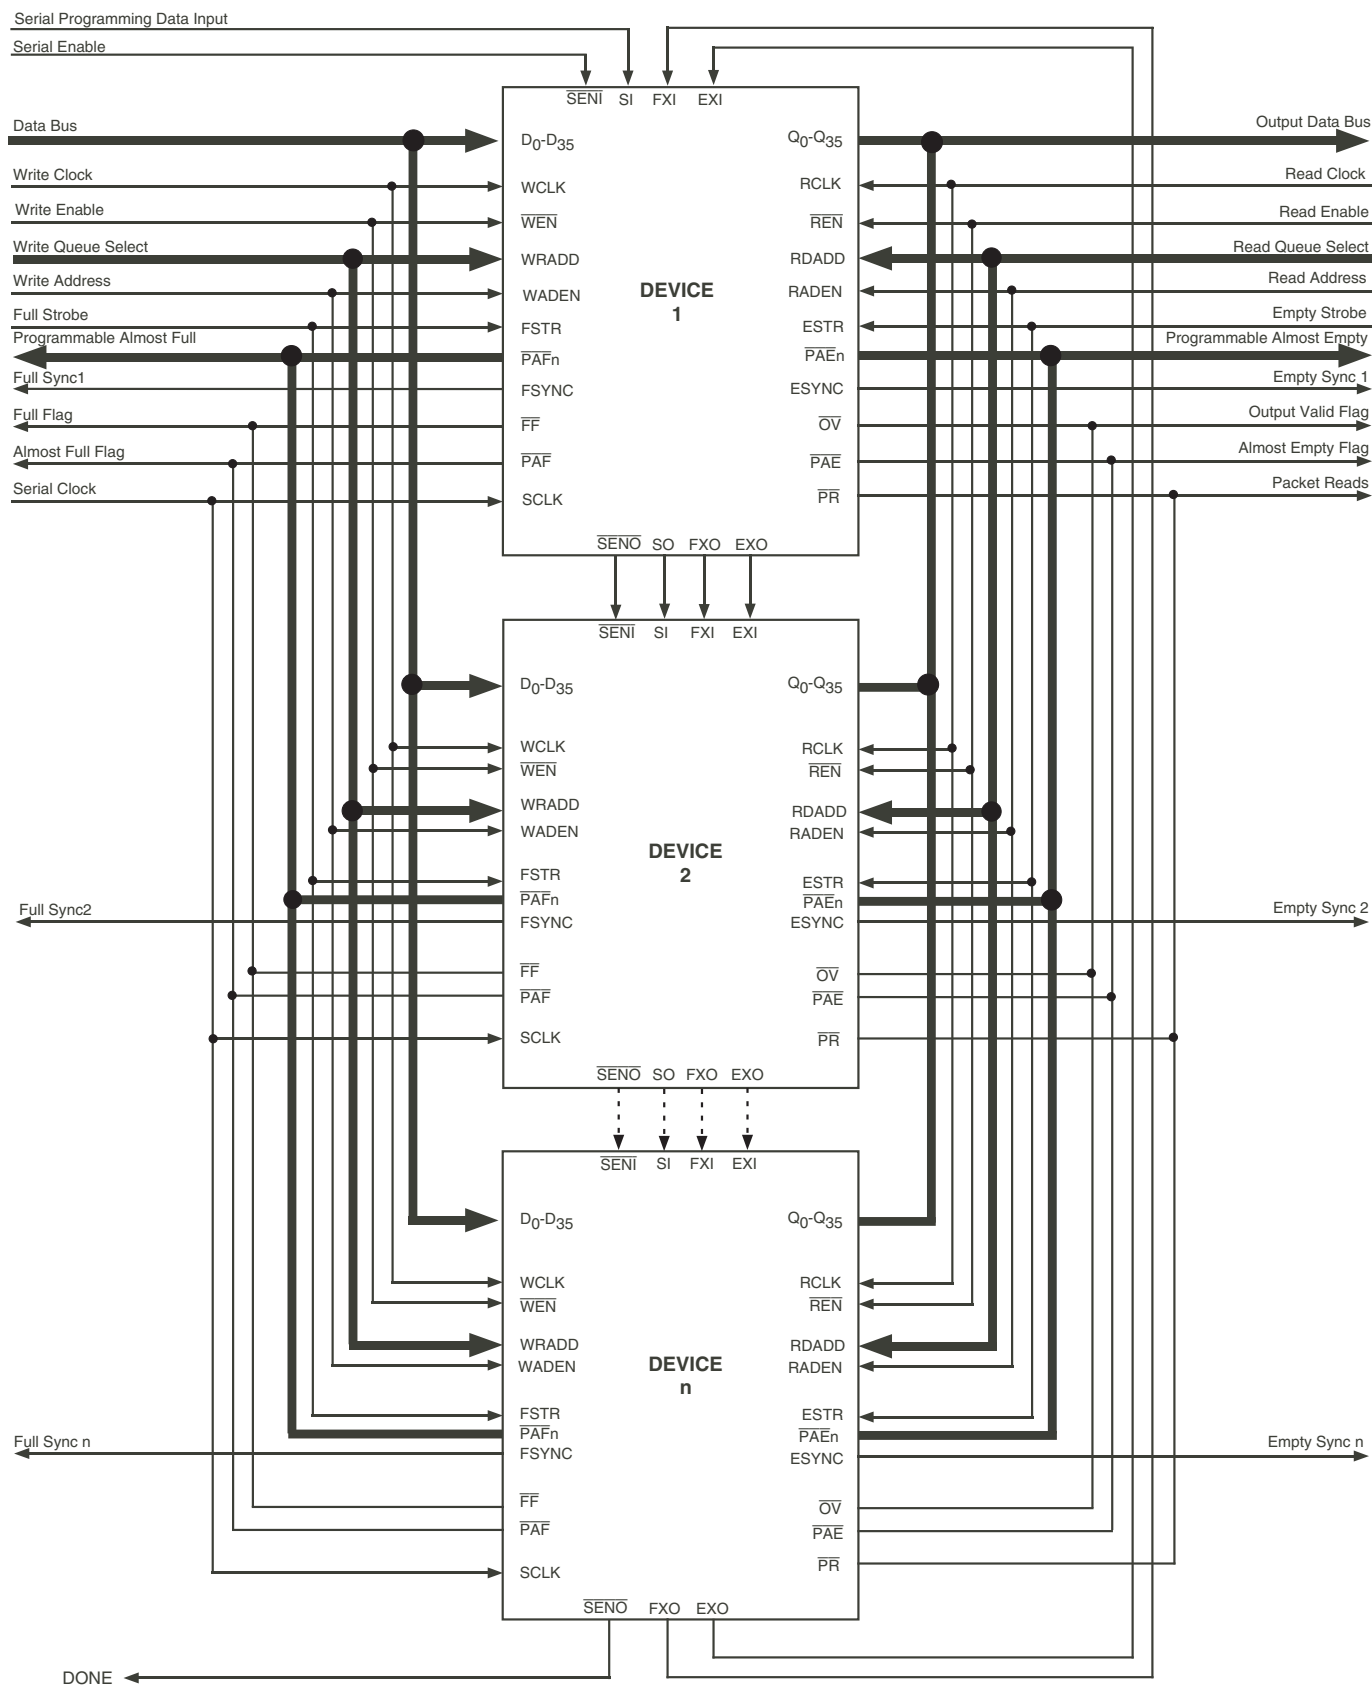 Serial Programming Data Input
Serial Enable
SENI SI FXI EXI
Data Bus
D0-D35
Q0-Q35
Output Data Bus
Write Clock
WCLK
RCLK
Read Clock
Write Enable
WEN
REN
Read Enable
Write Queue Select
WRADD
RDADD
Read Queue Select
Write Address
WADEN
DEVICE
1
RADEN
Read Address
Full Strobe
FSTR
ESTR
Empty Strobe
Programmable Almost Full
PAFn
PAEn
Programmable Almost Empty
Full Sync1
FSYNC
ESYNC
Empty Sync 1
Full Flag
FF
OV
Output Valid Flag
Almost Full Flag
PAF
PAE
Almost Empty Flag
Serial Clock
SCLK
PR
Packet Reads
SENO SO FXO EXO
SENI SI FXI EXI
D0-D35
Q0-Q35
WCLK
RCLK
WEN
REN
WRADD
RDADD
WADEN
RADEN
DEVICE
2
FSTR
ESTR
PAFn
PAEn
Full Sync2
FSYNC
ESYNC
Empty Sync 2
FF
OV
PAF
PAE
SCLK
PR
SENO SO FXO EXO
SENI SI FXI EXI
D0-D35
Q0-Q35
WCLK
RCLK
WEN
REN
WRADD
RDADD
WADEN
RADEN
DEVICE
n
FSTR
ESTR
PAFn
PAEn
Full Sync n
FSYNC
ESYNC
Empty Sync n
FF
OV
PAF
PAE
SCLK
PR
SENO FXO EXO
DONE